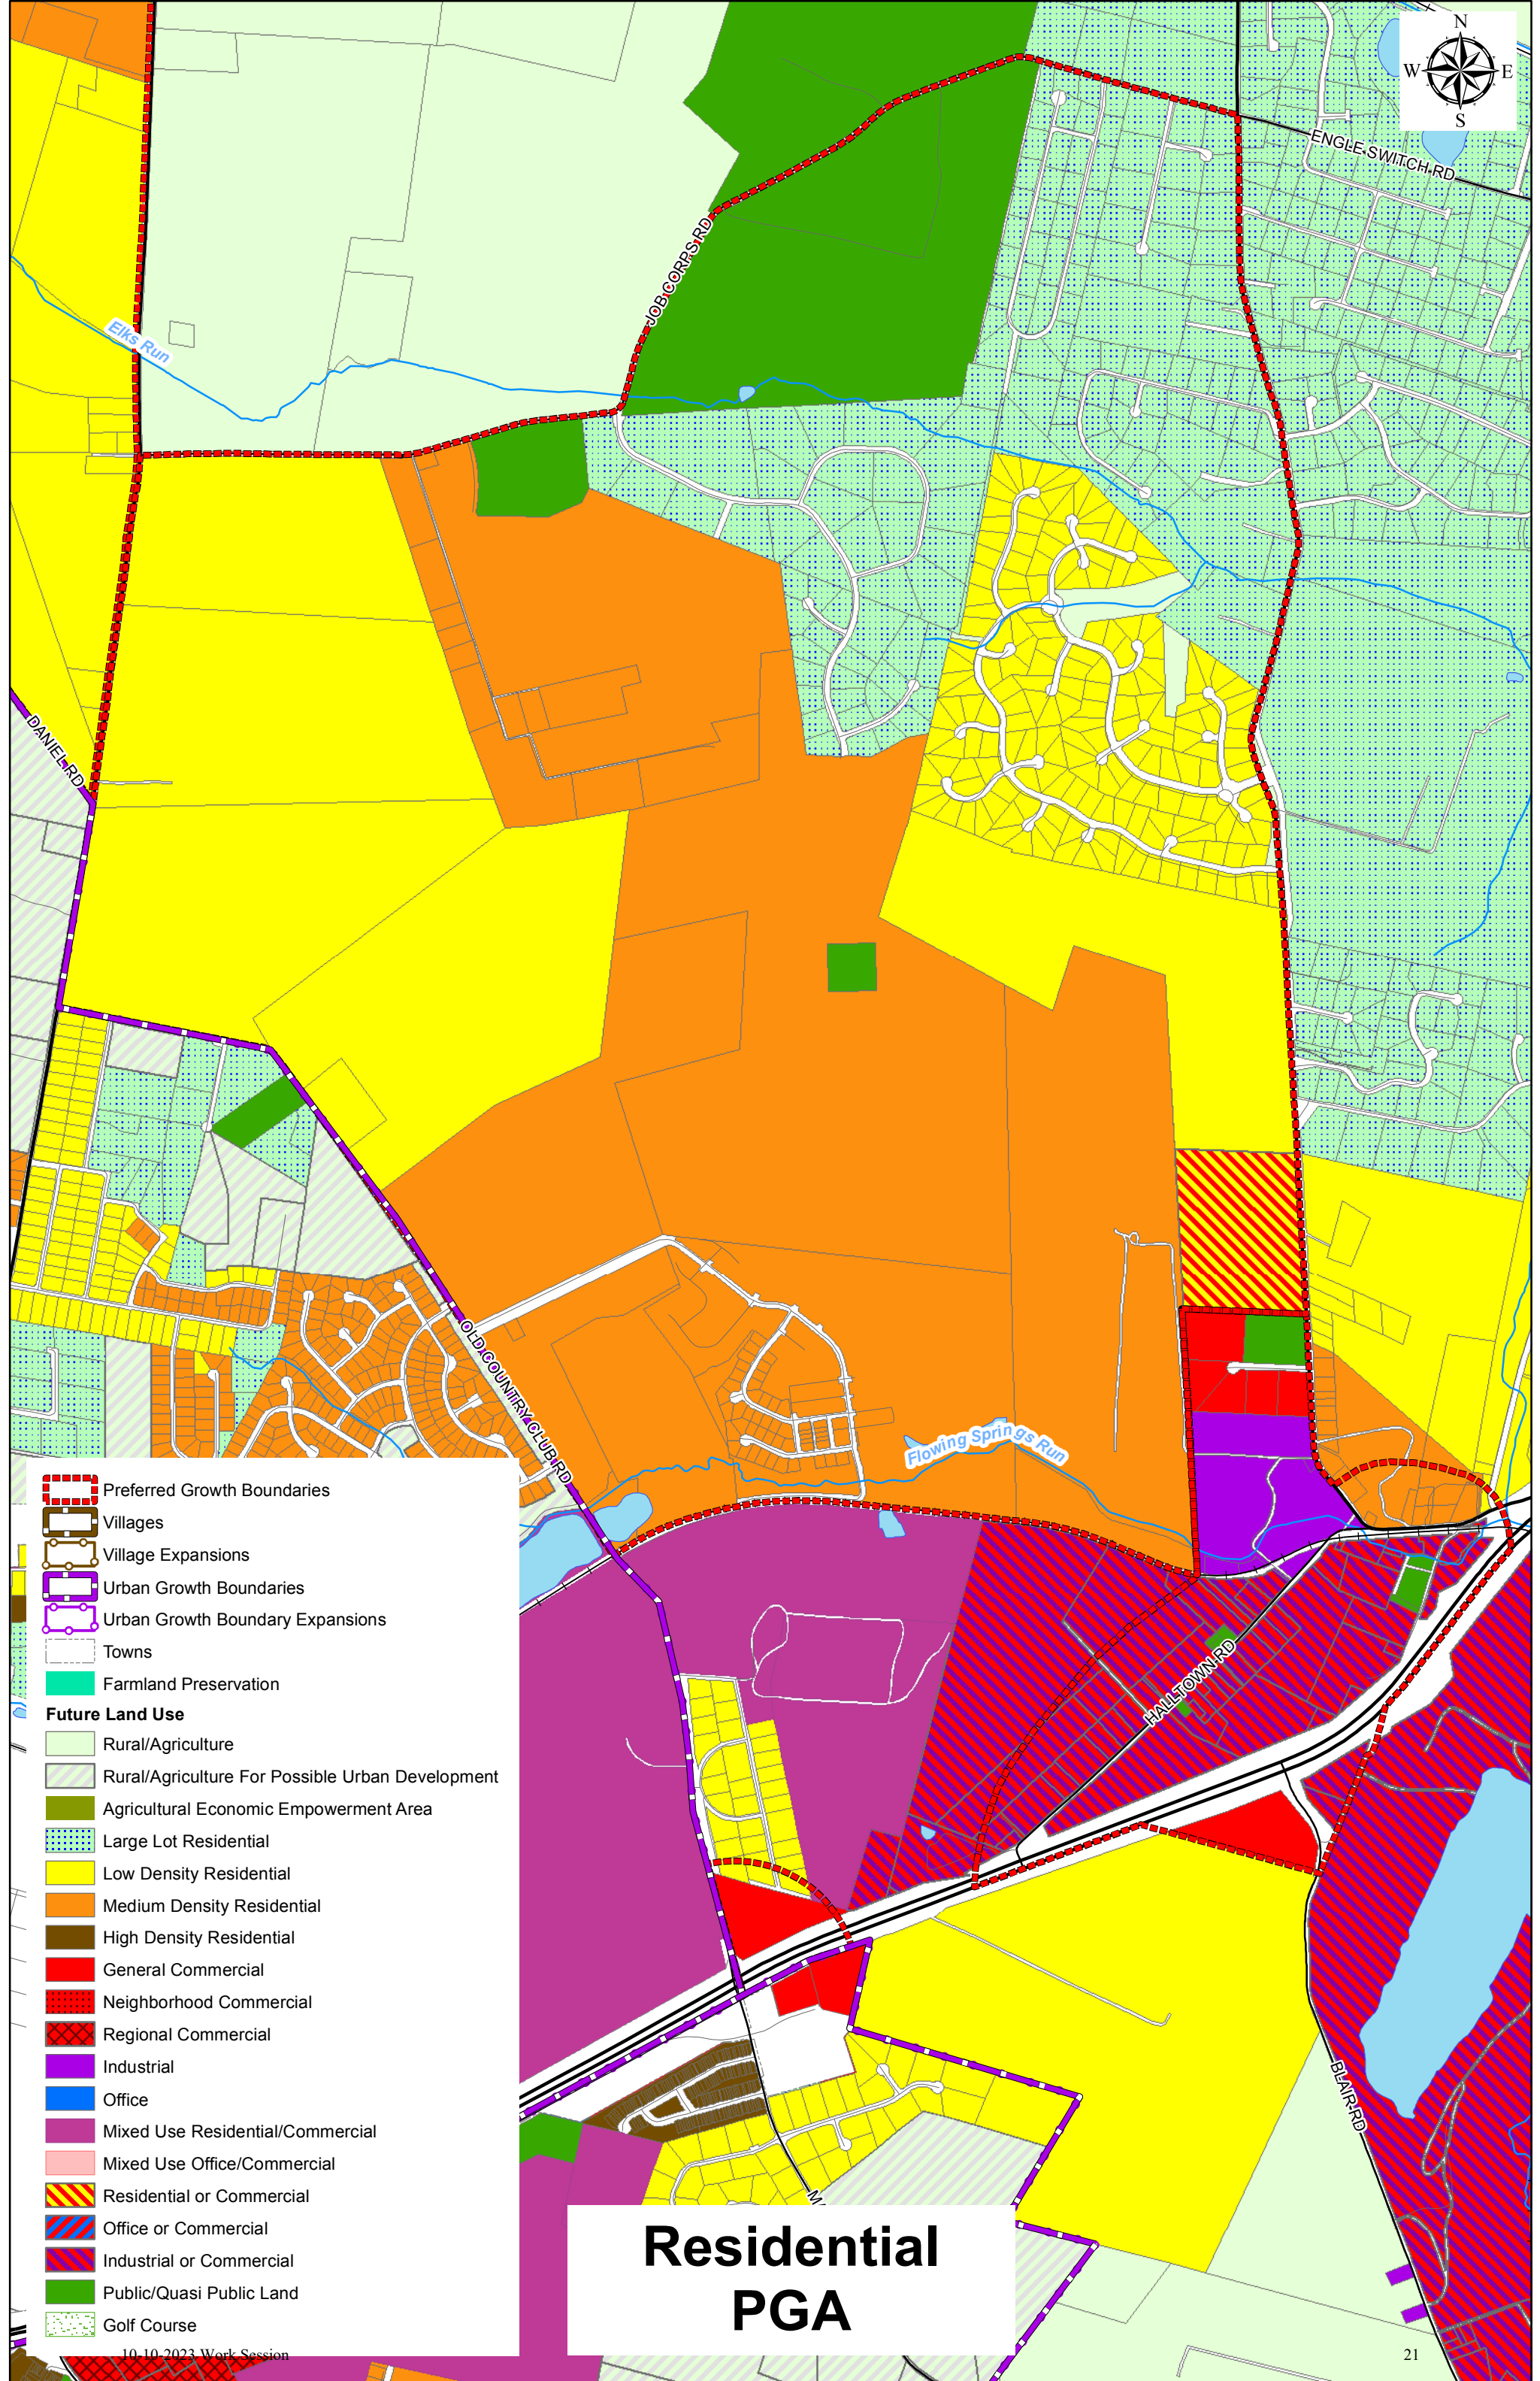 N
W E
S
ENGLE SWITCH RD
JOB CORPS RD
Elks Run
DANIEL RD
OLD COUNTRY CLUB RD
Flowing Springs Run
HALLTOWN RD
BLAIR RD
Preferred Growth Boundaries
Villages
Village Expansions
Urban Growth Boundaries
Urban Growth Boundary Expansions
Towns
Farmland Preservation
Future Land Use
Rural/Agriculture
Rural/Agriculture For Possible Urban Development
Agricultural Economic Empowerment Area
Large Lot Residential
Low Density Residential
Medium Density Residential
High Density Residential
General Commercial
Neighborhood Commercial
Regional Commercial
Industrial
Office
Mixed Use Residential/Commercial
Mixed Use Office/Commercial
Residential or Commercial
Office or Commercial
Industrial or Commercial
Public/Quasi Public Land
Golf Course
Residential
PGA
10-10-2023 Work Session
21